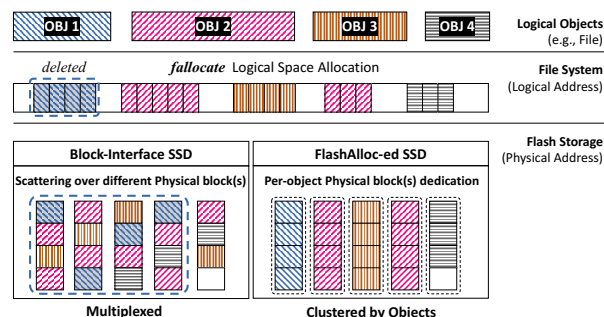 OBJ 1 OBJ 2 OBJ 3 OBJ 4 Logical Objects
(e.g., File)
deleted fallocate Logical Space Allocation File System
(Logical Address)
Flash Storage
(Physical Address)
Block-Interface SSD FlashAlloc-ed SSD
Scattering over different Physical block(s) Per-object Physical block(s) dedication
Multiplexed Clustered by Objects